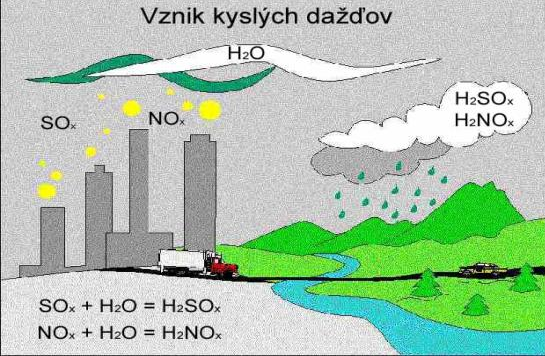 Vznik kyslých dažďov
H₂O
SOₓ
NOₓ
H₂SOₓ
H₂NOₓ
SOₓ + H₂O = H₂SOₓ
NOₓ + H₂O = H₂NOₓ